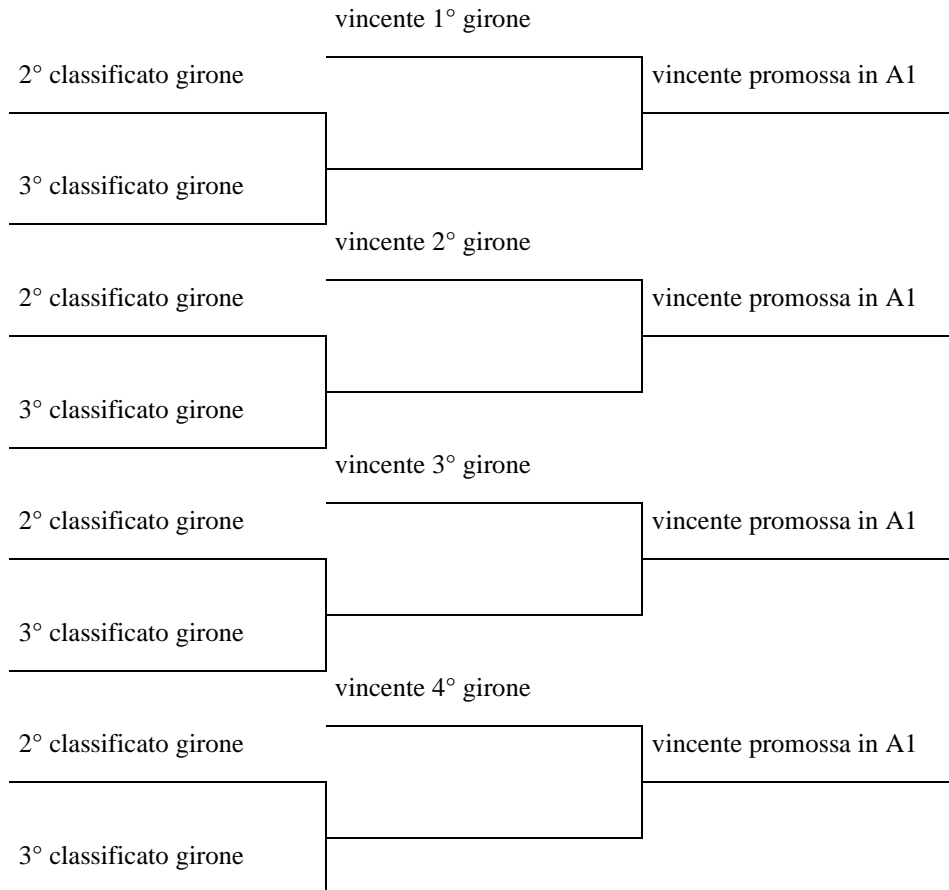 vincente 1° girone
2° classificato girone
vincente promossa in A1
3° classificato girone
vincente 2° girone
2° classificato girone
vincente promossa in A1
3° classificato girone
vincente 3° girone
2° classificato girone
vincente promossa in A1
3° classificato girone
vincente 4° girone
2° classificato girone
vincente promossa in A1
3° classificato girone